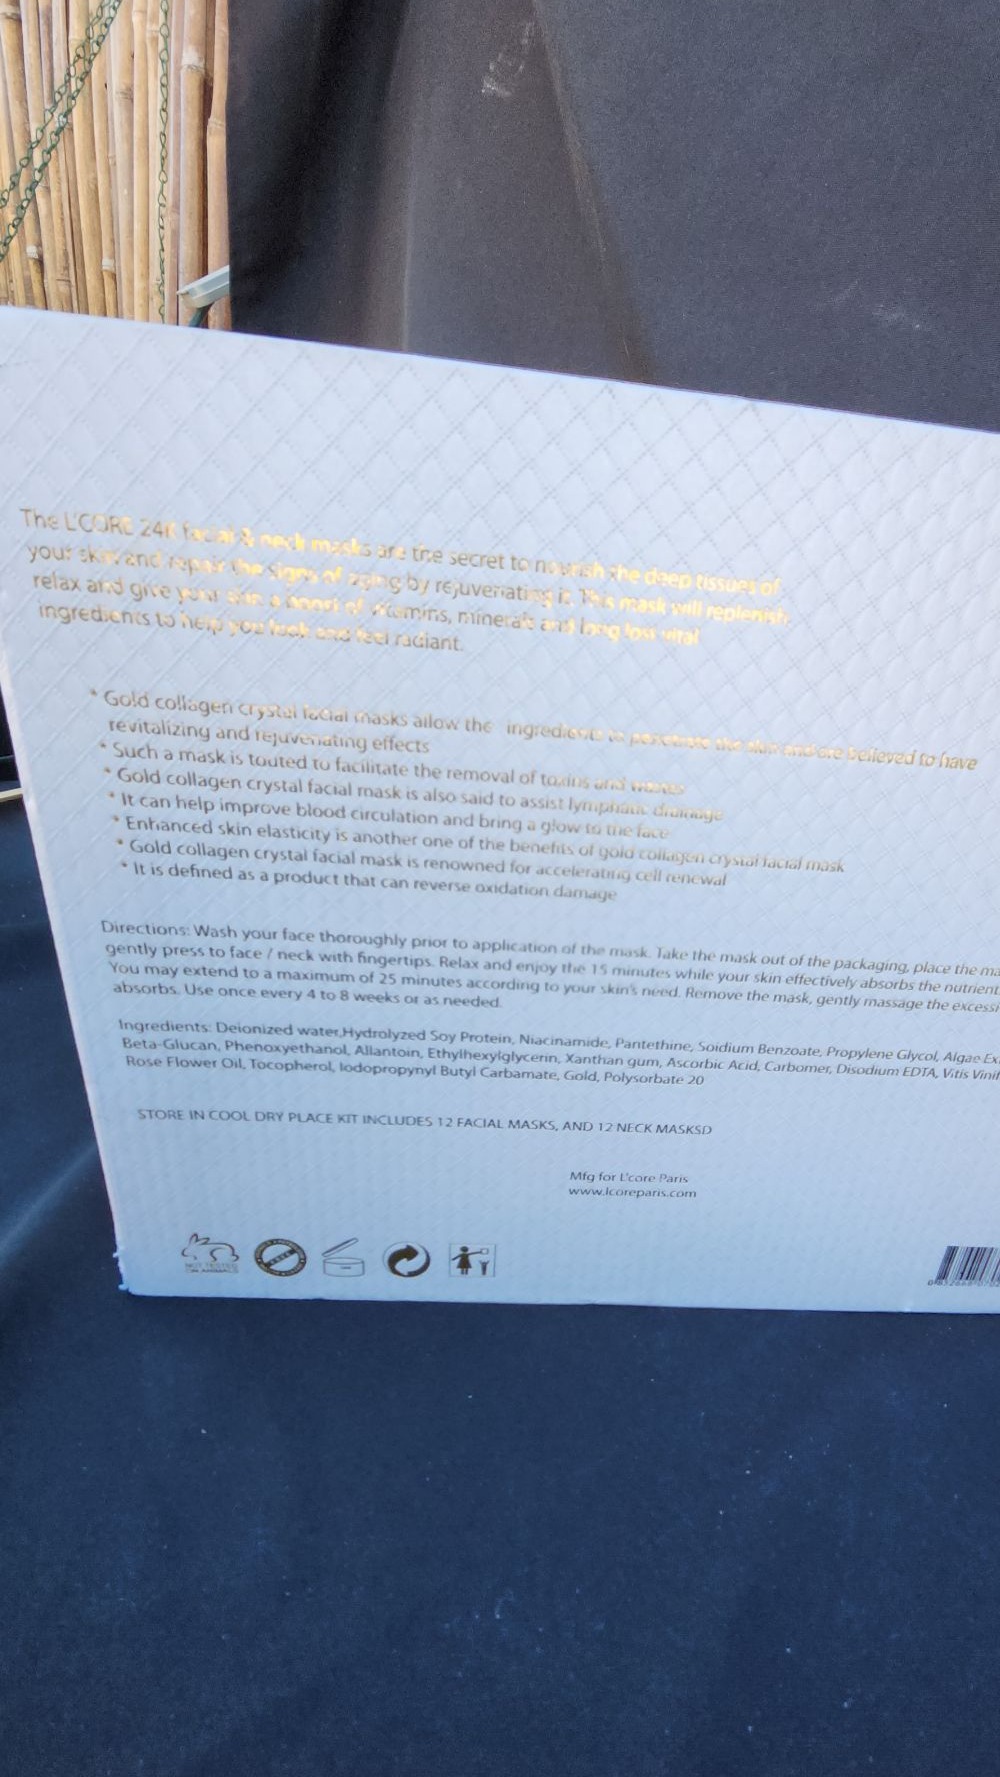 The L'CORE 24K facial & neck masks are the secret to nourish the deep tissues of
your skin and repair the signs of aging by rejuvenating it. This mask will replenish,
relax and give your skin a boost of vitamins, minerals and long lost vital
ingredients to help you look and feel radiant.
* Gold collagen crystal facial masks allow the ingredients to penetrate the skin and are believed to have
revitalizing and rejuvenating effects
* Such a mask is touted to facilitate the removal of toxins and wastes
* Gold collagen crystal facial mask is also said to assist lymphatic drainage
* It can help improve blood circulation and bring a glow to the face
* Enhanced skin elasticity is another one of the benefits of gold collagen crystal facial mask
* Gold collagen crystal facial mask is renowned for accelerating cell renewal
* It is defined as a product that can reverse oxidation damage
Directions: Wash your face thoroughly prior to application of the mask. Take the mask out of the packaging, place the
gently press to face / neck with fingertips. Relax and enjoy the 15 minutes while your skin effectively absorbs the
You may extend to a maximum of 25 minutes according to your skin's need. Remove the mask, gently massage the
absorbs. Use once every 4 to 8 weeks or as needed.
Ingredients: Deionized water,Hydrolyzed Soy Protein, Niacinamide, Pantethine, Soidium Benzoate, Propylene Glycol, Algae
Beta-Glucan, Phenoxyethanol, Allantoin, Ethylhexylglycerin, Xanthan gum, Ascorbic Acid, Carbomer, Disodium EDTA, Vitis
Rose Flower Oil, Tocopherol, Iodopropynyl Butyl Carbamate, Gold, Polysorbate 20
STORE IN COOL DRY PLACE KIT INCLUDES 12 FACIAL MASKS, AND 12 NECK MASKSD
Mfg for L'core Paris
www.lcoreparis.com
NOT TESTED
ON ANIMALS